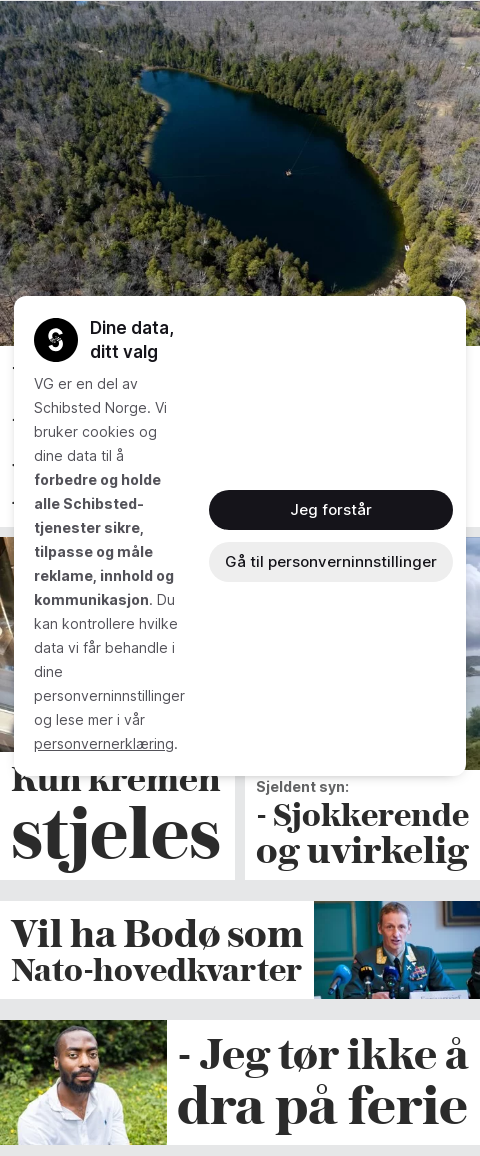 Dine data,
ditt valg
VG er en del av
Schibsted Norge. Vi
bruker cookies og
dine data til å
forbedre og holde
alle Schibsted-
tjenester sikre,
tilpasse og måle
reklame, innhold og
kommunikasjon. Du
kan kontrollere hvilke
data vi får behandle i
dine
personverninnstillinger
og lese mer i vår
personvernerklæring.
Jeg forstår
Gå til personverninnstillinger
Kun kremen
stjeles
Sjeldent syn:
- Sjokkerende
og uvirkelig
Vil ha Bodø som
Nato-hovedkvarter
- Jeg tør ikke å
dra på ferie